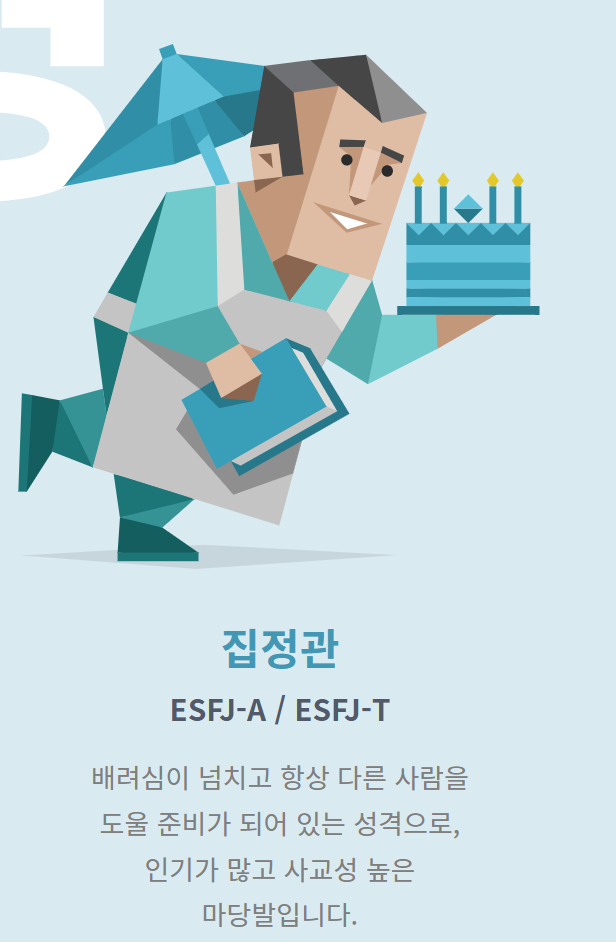 집정관
ESFJ-A / ESFJ-T
배려심이 넘치고 항상 다른 사람을
도울 준비가 되어 있는 성격으로,
인기가 많고 사교성 높은
마당발입니다.